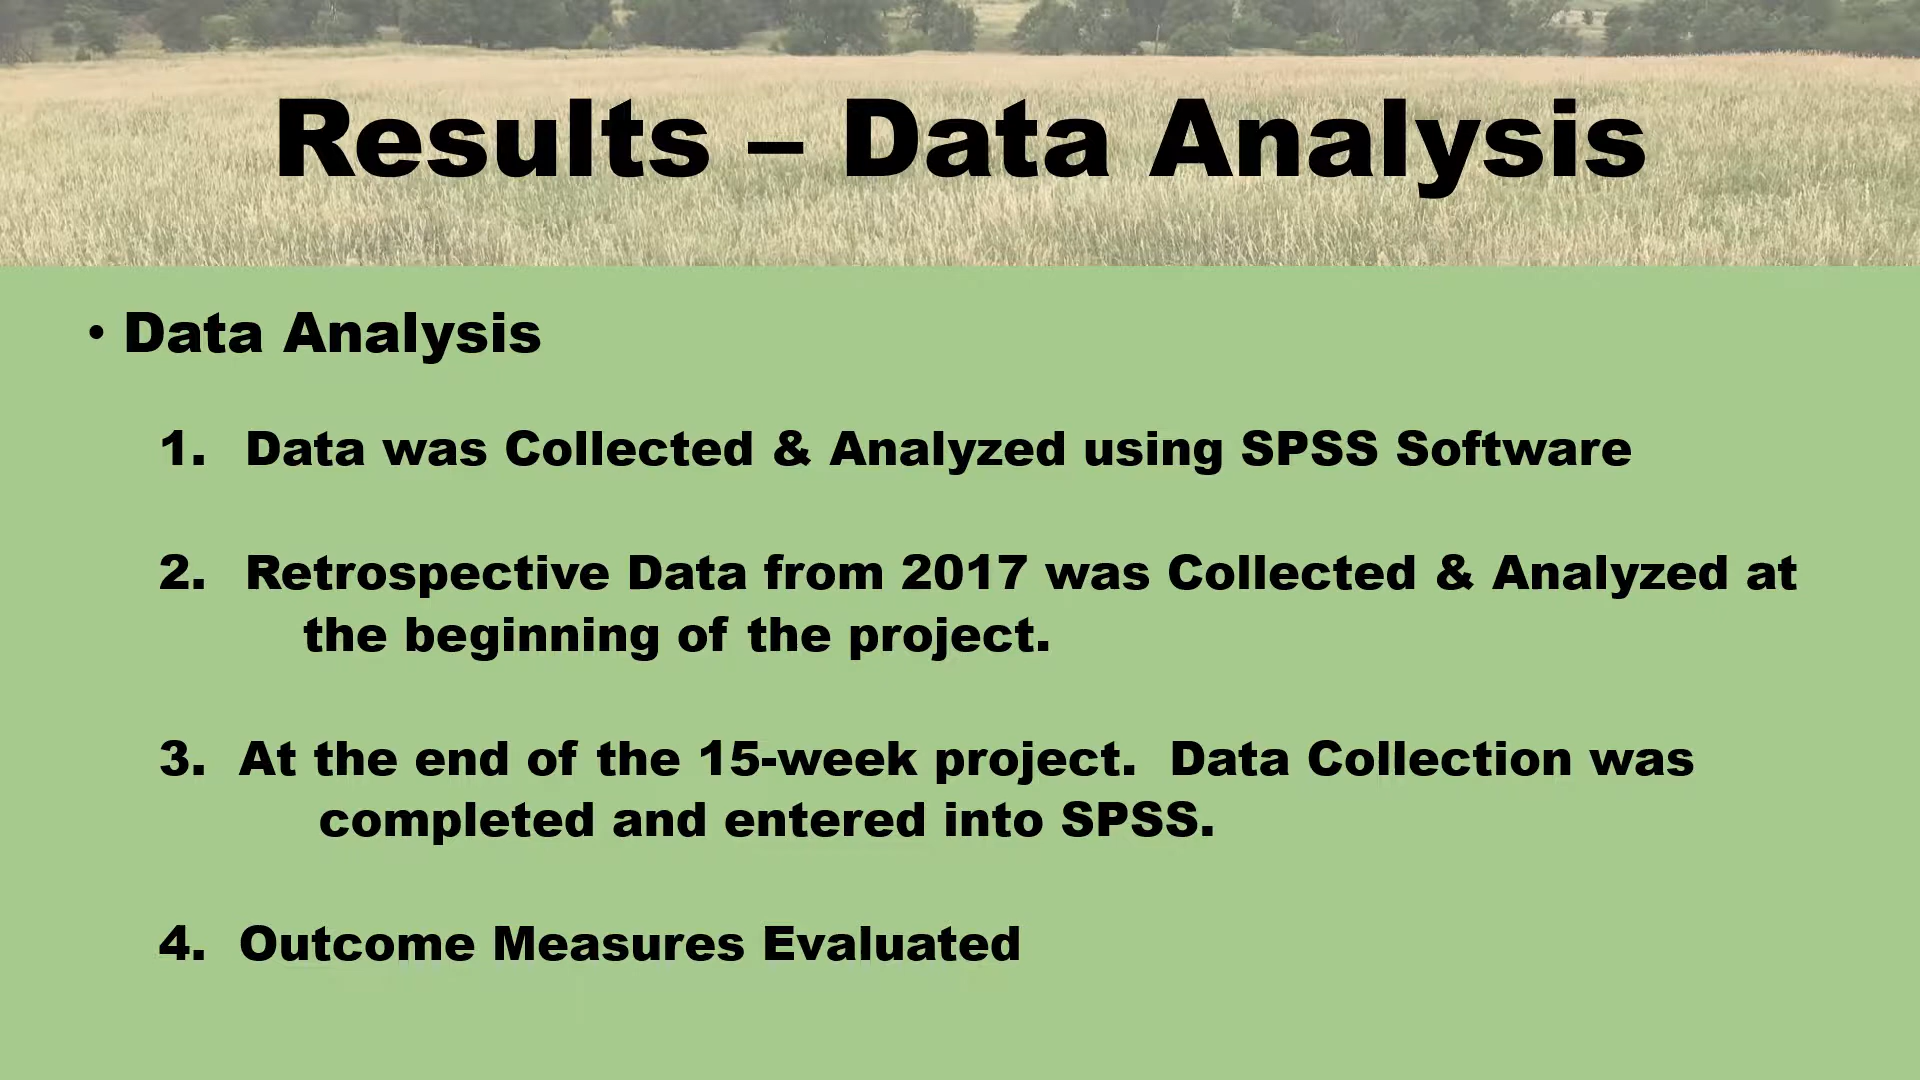 Results – Data Analysis
• Data Analysis
1. Data was Collected & Analyzed using SPSS Software
2. Retrospective Data from 2017 was Collected & Analyzed at
the beginning of the project.
3. At the end of the 15-week project. Data Collection was
completed and entered into SPSS.
4. Outcome Measures Evaluated